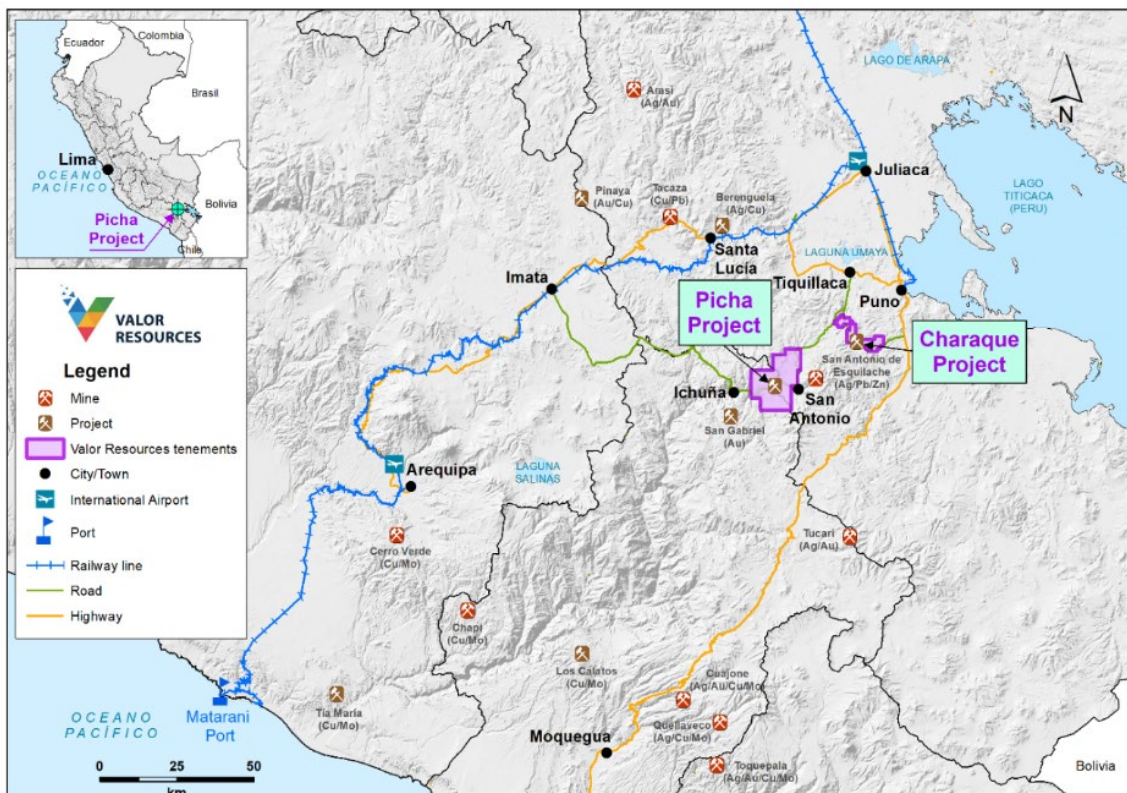 Ecuador
Colombia
Brasil
Lima
OCEANO
PACÍFICO
Bolivia
Picha
Project
Chile
VALOR
RESOURCES
Legend
Mine
Project
Valor Resources tenements
City/Town
International Airport
Port
Railway line
Road
Highway
LAGO DE ARAPA
N
Arasi
(Ag/Au)
Juliaca
LAGO
TITICACA
(PERU)
Pinaya
(Au/Cu)
Tacaza
(Cu/Pb)
Berenguela
(Ag/Cu)
Santa
Lucía
LAGUNA UMAYA
Imata
Tiquillaca
Puno
Picha
Project
Charaque
Project
San Antonio de
Esquilache
(Ag/Pb/Zn)
Ichuña
San
Antonio
San Gabriel
(Au)
Arequipa
LAGUNA
SALINAS
Cerro Verde
(Cu/Mo)
Tucari
(Ag/Au)
Chapi
(Cu/Mo)
Los Calatos
(Cu/Mo)
Cuajone
(Ag/Au/Cu/Mo)
Tia Maria
(Cu/Mo)
Quellaveco
(Ag/Cu/Mo)
OCEANO
PACÍFICO
Matarani
Port
Moquegua
Toquepala
(Ag/Au/Cu/Mo)
Bolivia
0 25 50
km